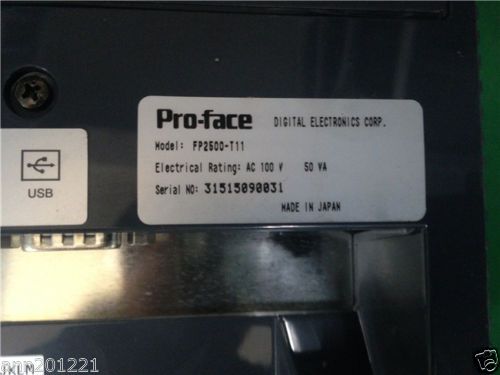 Pro-face DIGITAL ELECTRONICS CORP.
Model: FP2500-T11
Electrical Rating: AC 100 V 50 VA
Serial NO: 31515090031
MADE IN JAPAN
USB
JKLM